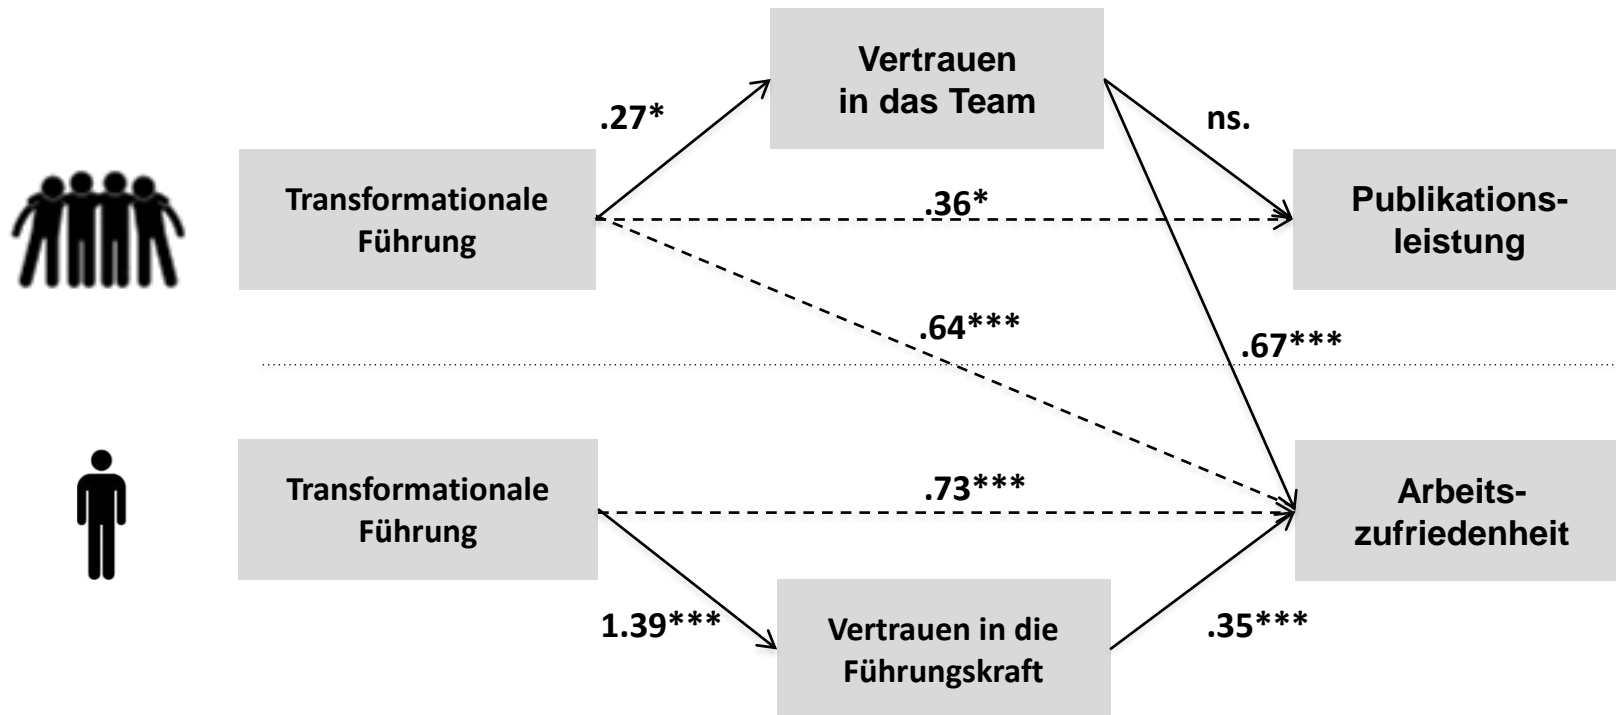 Vertrauen
in das Team
.27*
ns.
Transformationale
Führung
.36*
Publikations-
leistung
.64***
.67***
Transformationale
Führung
.73***
Arbeits-
zufriedenheit
1.39***
Vertrauen in die
Führungskraft
.35***